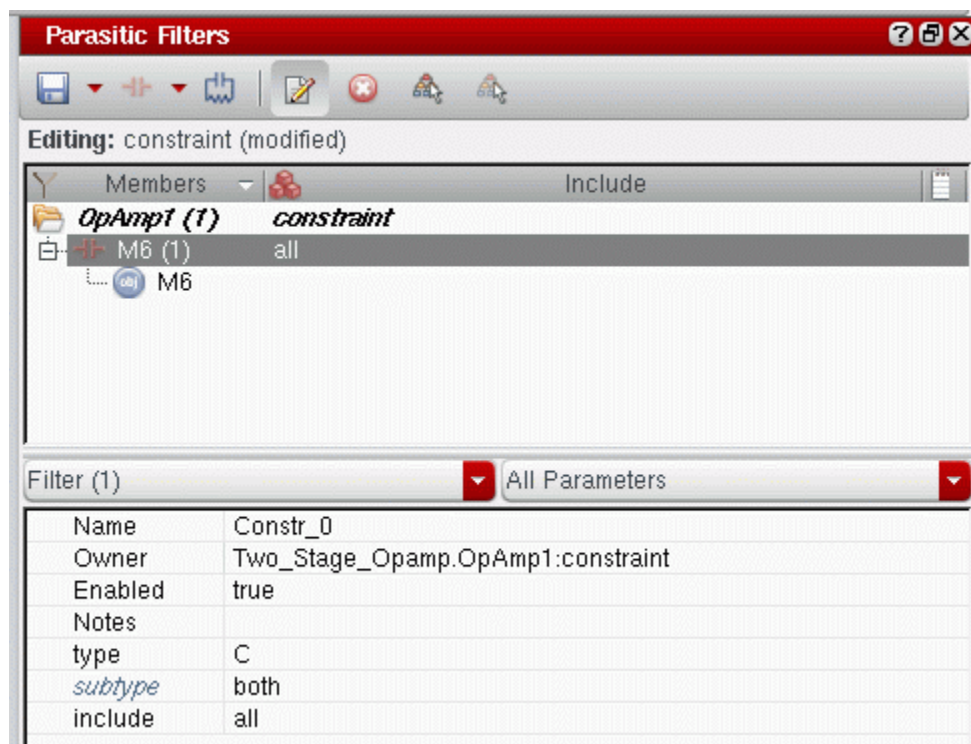 Parasitic Filters
Editing: constraint (modified)
Members Include
OpAmp1 (1) constraint
M6 (1) all
obj M6
Filter (1) All Parameters
Name Constr_0
Owner Two_Stage_Opamp.OpAmp1:constraint
Enabled true
Notes
type C
subtype both
include all